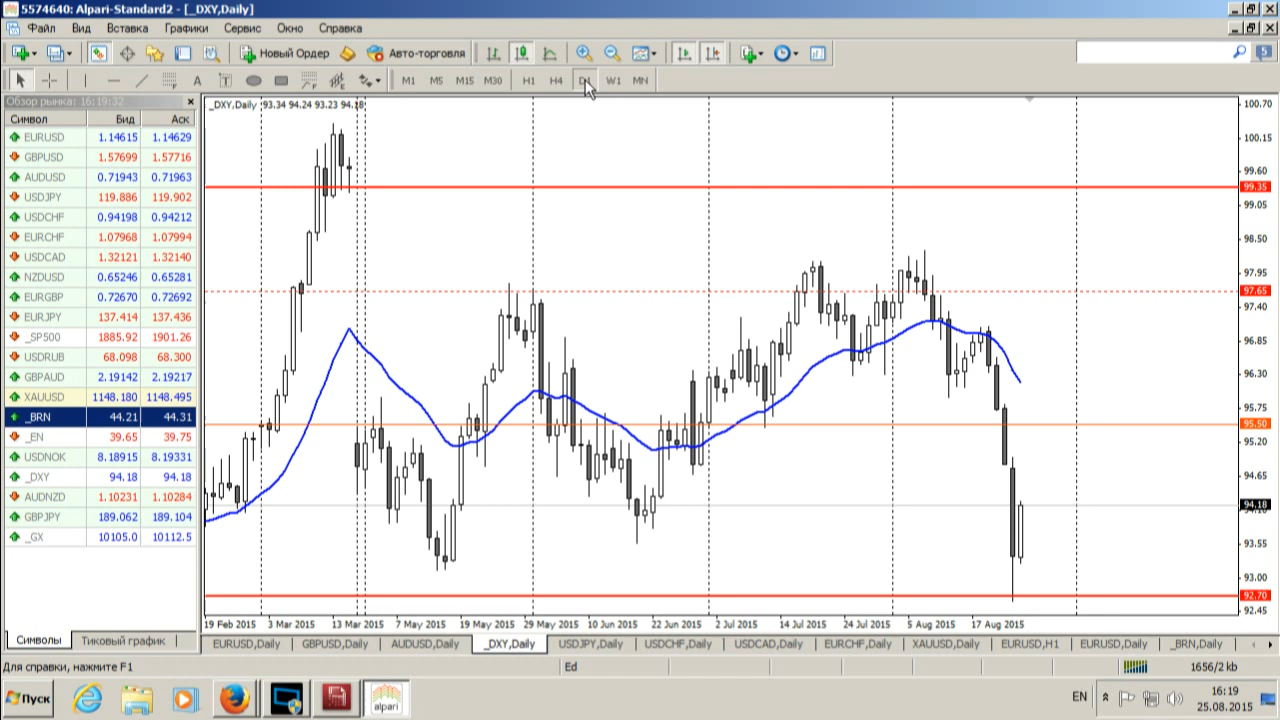 5574640: Alpari-Standard2 - [_DXY,Daily]
Файл Вид Вставка Графики Сервис Окно Справка
Новый Ордер Авто-торговля 5
A T M1 M5 M15 M30 H1 H4 D1 W1 MN
Обзор рынка: 16:19:32
Символ Бид Аск
EURUSD 1.14615 1.14629
GBPUSD 1.57699 1.57716
AUDUSD 0.71943 0.71963
USDJPY 119.886 119.902
USDCHF 0.94198 0.94212
EURCHF 1.07968 1.07994
USDCAD 1.32121 1.32140
NZDUSD 0.65246 0.65281
EURGBP 0.72670 0.72692
EURJPY 137.414 137.436
_SP500 1885.92 1901.26
USDRUB 68.098 68.300
GBPAUD 2.19142 2.19217
XAUUSD 1148.180 1148.495
_BRN 44.21 44.31
_EN 39.65 39.75
USDNOK 8.18915 8.19331
_DXY 94.18 94.18
AUDNZD 1.10231 1.10284
GBPJPY 189.062 189.104
_GX 10105.0 10112.5
Символы Тиковый график
_DXY,Daily 93.34 94.24 93.23 94.18
100.70
100.15
99.60
99.35
99.05
98.50
97.95
97.65
97.40
96.85
96.30
95.75
95.50
95.20
94.65
94.18
94.10
93.55
93.00
92.70
92.45
19 Feb 2015 3 Mar 2015 13 Mar 2015 7 May 2015 19 May 2015 29 May 2015 10 Jun 2015 22 Jun 2015 2 Jul 2015 14 Jul 2015 24 Jul 2015 5 Aug 2015 17 Aug 2015
EURUSD,Daily GBPUSD,Daily AUDUSD,Daily _DXY,Daily USDJPY,Daily USDCHF,Daily USDCAD,Daily EURCHF,Daily XAUUSD,Daily EURUSD,H1 EURUSD,Daily _BRN,Daily
Для справки, нажмите F1 Ed 1656/2 kb
Пуск alpari EN 16:19
25.08.2015